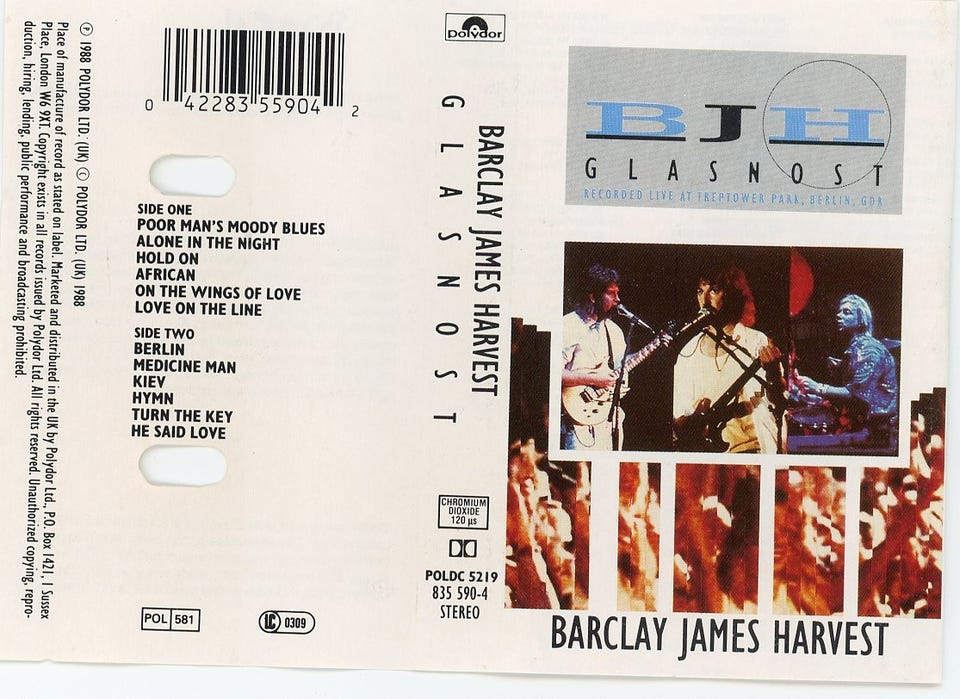 ℗ 1988 POLYDOR LTD. (UK) © POLYDOR LTD. (UK) 1988
Place of manufacture of record as stated on label. Marketed and distributed in the UK by Polydor Ltd., P.O. Box 1421, 1 Sussex
Place, London W6 9XT. Copyright exists in all records issued by Polydor Ltd. All rights reserved. Unauthorized copying, repro-
duction, hiring, lending, public performance and broadcasting prohibited.
0 42283 55904 2
SIDE ONE
POOR MAN'S MOODY BLUES
ALONE IN THE NIGHT
HOLD ON
AFRICAN
ON THE WINGS OF LOVE
LOVE ON THE LINE
SIDE TWO
BERLIN
MEDICINE MAN
KIEV
HYMN
TURN THE KEY
HE SAID LOVE
POL 581
LC 0309
polydor
BARCLAY JAMES HARVEST
GLASNOST
CHROMIUM
DIOXIDE
120 µs
POLDC 5219
835 590-4
STEREO
BJH
GLASNOST
RECORDED LIVE AT TREPTOWER PARK, BERLIN, GDR
BARCLAY JAMES HARVEST